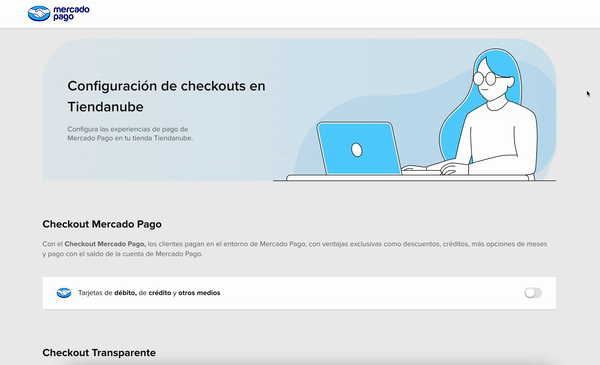 mercado
pago
Configuración de checkouts en
Tiendanube
Configura las experiencias de pago de
Mercado Pago en tu tienda Tiendanube.
Checkout Mercado Pago
Con el Checkout Mercado Pago, los clientes pagan en el entorno de Mercado Pago, con ventajas exclusivas como descuentos, créditos, más opciones de meses
y pago con el saldo de la cuenta de Mercado Pago.
Tarjetas de débito, de crédito y otros medios
Checkout Transparente